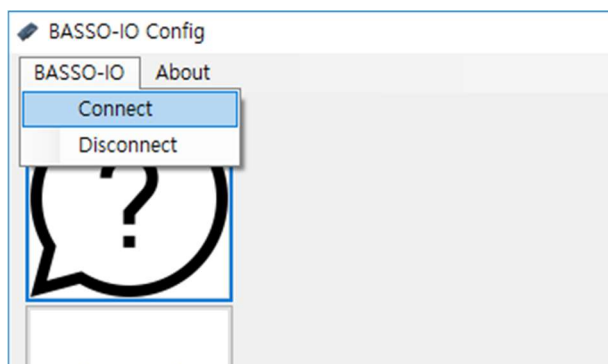 BASSO-IO Config
BASSO-IO About
Connect
Disconnect
?